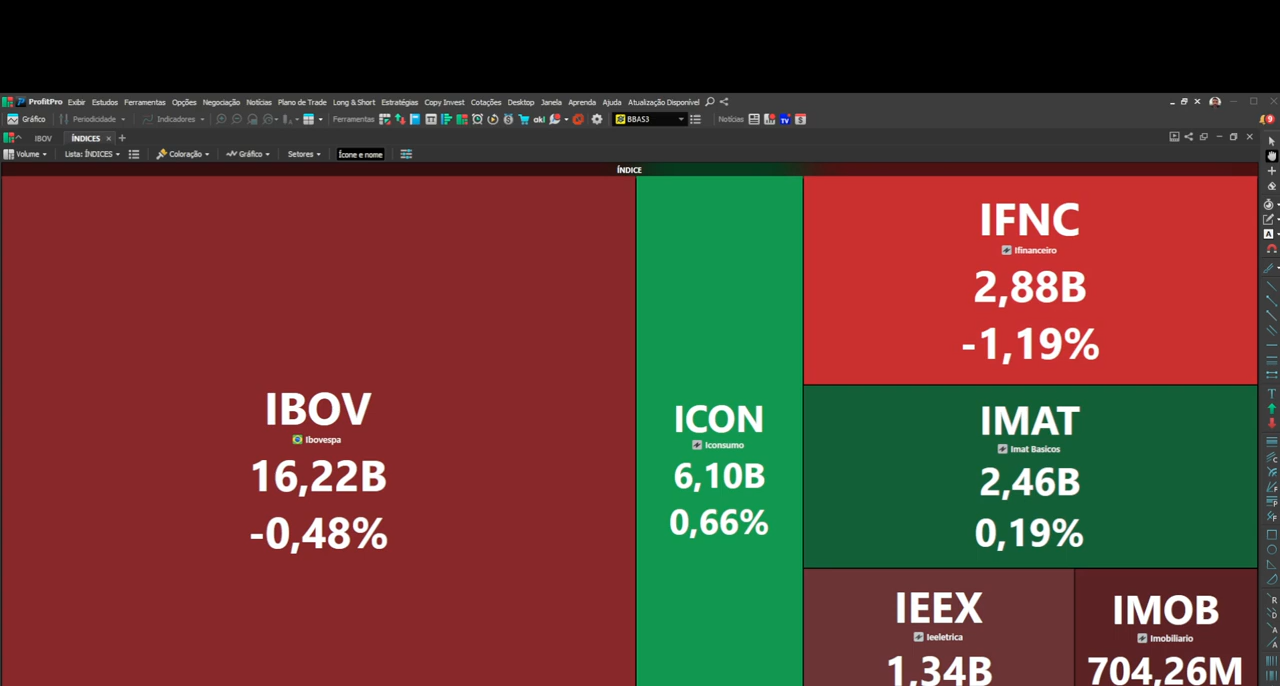 ProfitPro Exibir Estudos Ferramentas Opções Negociação Notícias Plano de Trade Long & Short Estratégias Copy Invest Cotações Desktop Janela Aprenda Ajuda Atualização Disponível
Gráfico Periodicidade Indicadores Ferramentas akl BBAS3 Notícias TV 9
IBOV ÍNDICES
Volume Lista: ÍNDICES Coloração Gráfico Setores Ícone e nome
ÍNDICE
IBOV
Ibovespa
16,22B
-0,48%
ICON
Iconsumo
6,10B
0,66%
IFNC
Ifinanceiro
2,88B
-1,19%
IMAT
Imat Basicos
2,46B
0,19%
IEEX
Ieeletrica
1,34B
IMOB
Imobiliario
704,26M